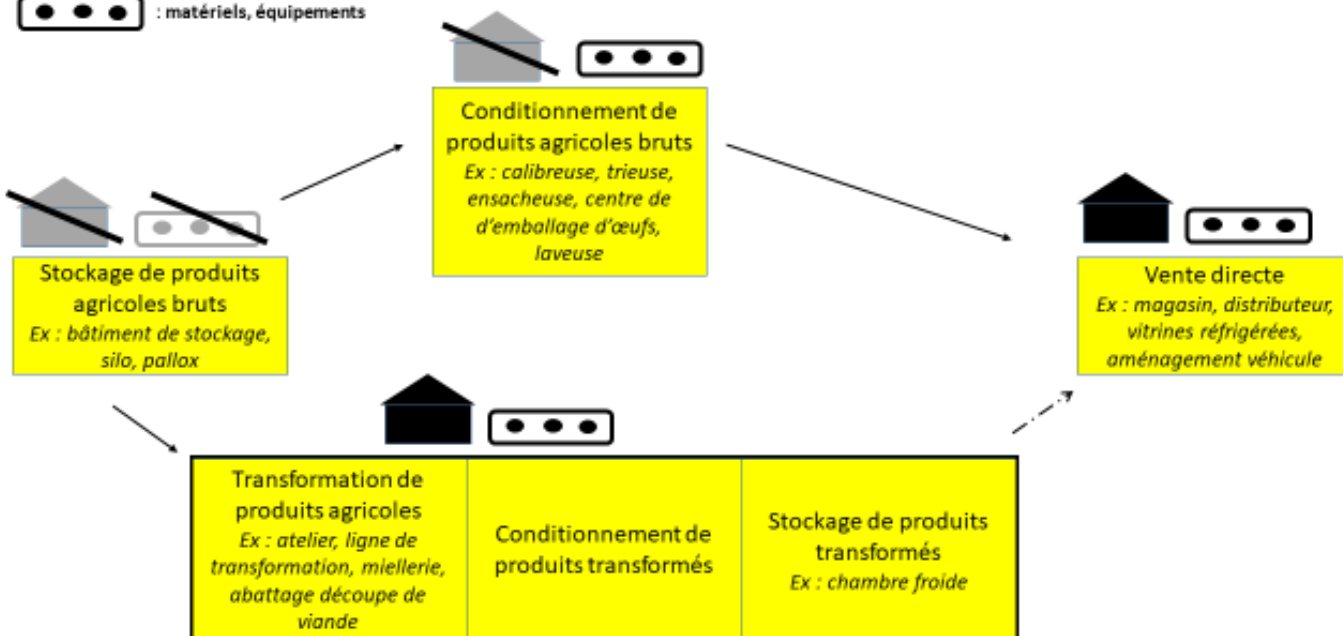 : matériels, équipements
Conditionnement de
produits agricoles bruts
Ex : calibreuse, trieuse,
ensacheuse, centre de
d'emballage d'œufs,
laveuse
Stockage de produits
agricoles bruts
Ex : bâtiment de stockage,
silo, pallox
Vente directe
Ex : magasin, distributeur,
vitrines réfrigérées,
aménagement véhicule
Transformation de
produits agricoles
Ex : atelier, ligne de
transformation, miellerie,
abattage découpe de
viande
Conditionnement de
produits transformés
Stockage de produits
transformés
Ex : chambre froide